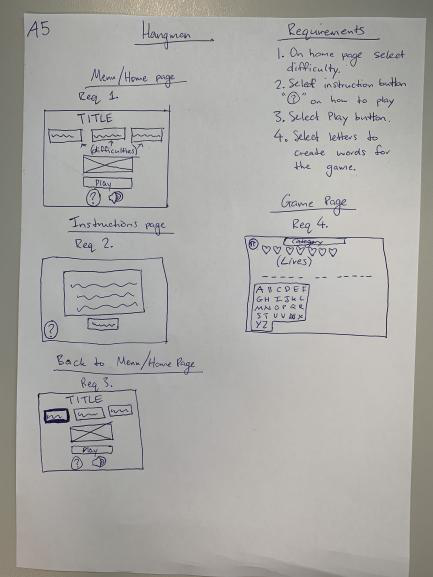 A5
Hangman
Menu/Home page
Req 1.
TITLE
(difficulties)
Play
?
Instructions page
Req 2.
?
Back to Menu/Home Page
Req 3.
TITLE
Play
?
Requirements
1. On home page select
difficulty.
2. Select instruction button
"?" on how to play
3. Select Play button.
4. Select letters to
create words for
the game.
Game Page
Req 4.
Category
(Lives)
A B C D E F
G H I J K L
M N O P Q R
S T U V W X
Y Z